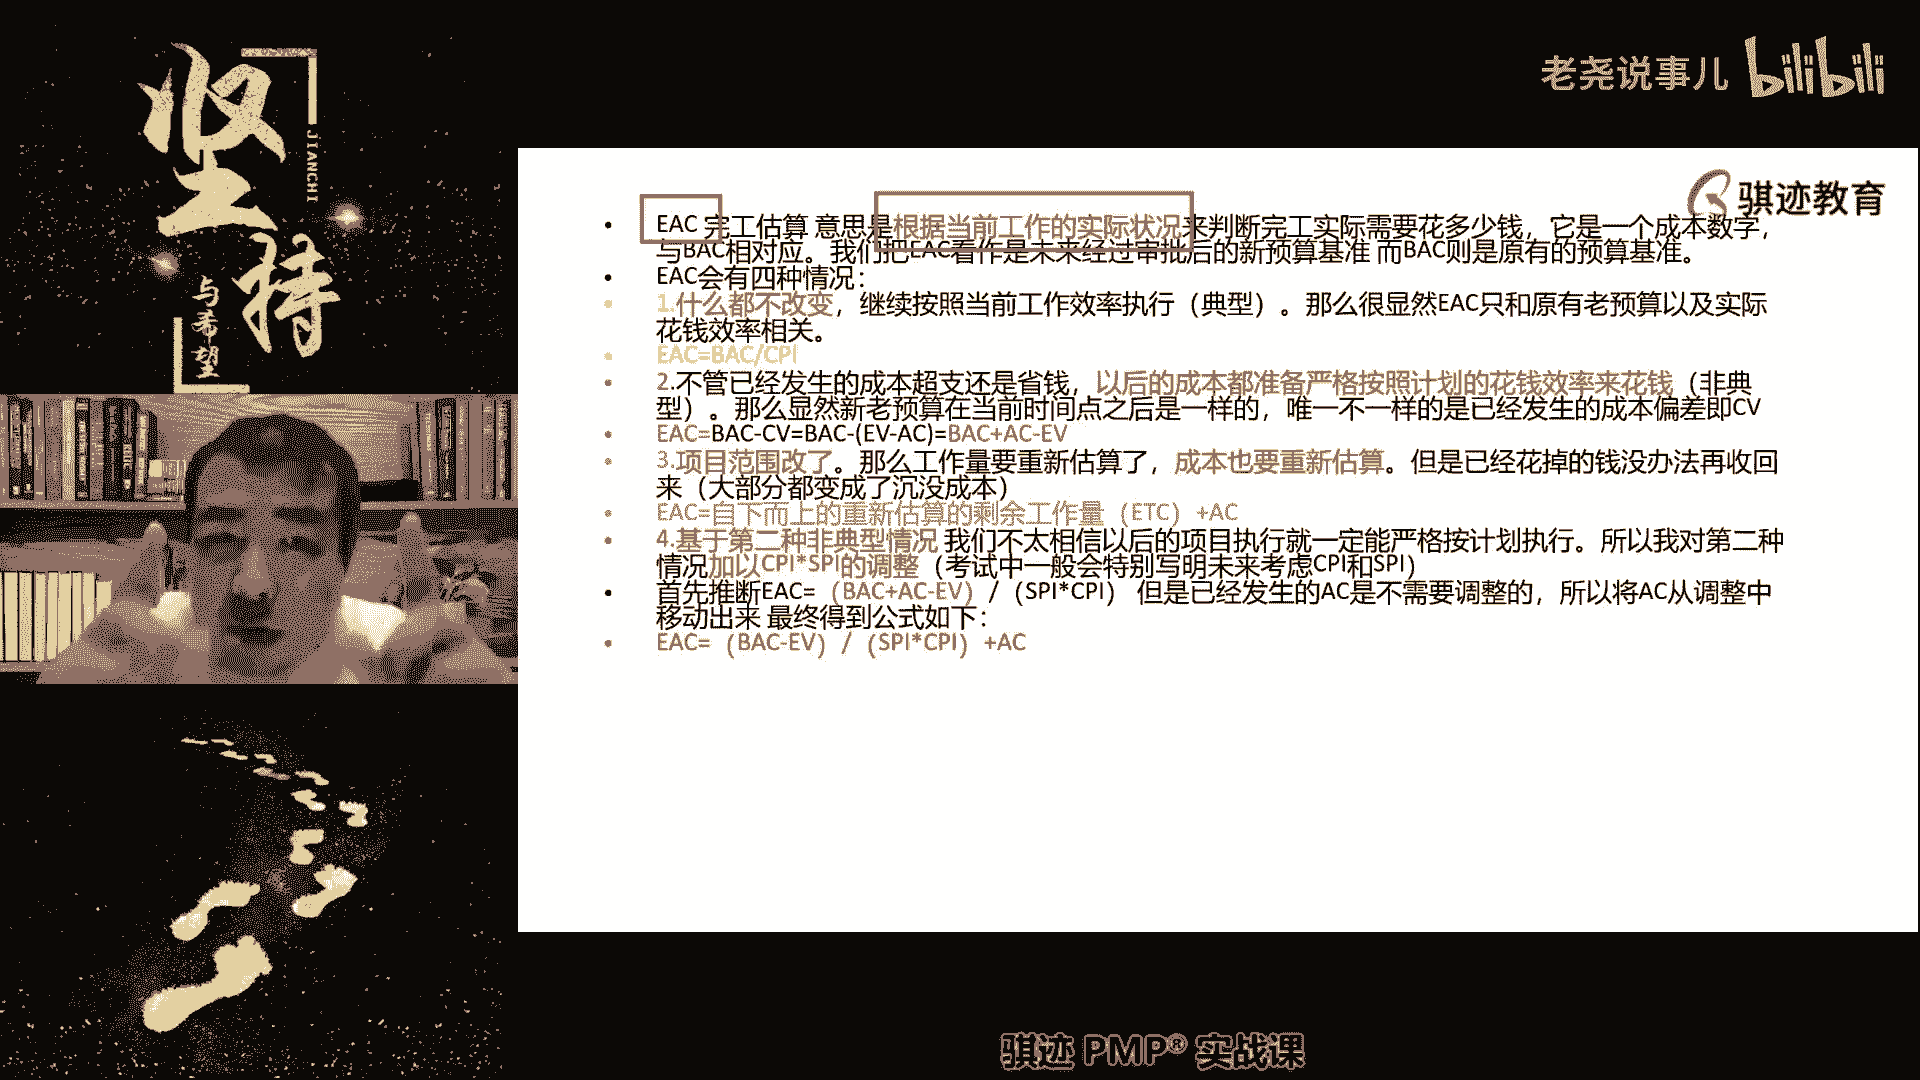 坚持
JIANCHI
与希望
老尧说事儿 bilibili
骐迹教育
EAC 完工估算 意思是根据当前工作的实际状况来判断完工实际需要花多少钱，它是一个成本数字，
与BAC相对应。我们把EAC看作是未来经过审批后的新预算基准 而BAC则是原有的预算基准。
EAC会有四种情况：
1.什么都不改变，继续按照当前工作效率执行（典型）。那么很显然EAC只和原有老预算以及实际
花钱效率相关。
EAC=BAC/CPI
2.不管已经发生的成本超支还是省钱，以后的成本都准备严格按照计划的花钱效率来花钱（非典
型）。那么显然新老预算在当前时间点之后是一样的，唯一不一样的是已经发生的成本偏差即CV
EAC=BAC-CV=BAC-(EV-AC)=BAC+AC-EV
3.项目范围改了。那么工作量要重新估算了，成本也要重新估算。但是已经花掉的钱没办法再收回
来（大部分都变成了沉没成本）
EAC=自下而上的重新估算的剩余工作量（ETC）+AC
4.基于第二种非典型情况 我们不太相信以后的项目执行就一定能严格按计划执行。所以我对第二种
情况加以CPI*SPI的调整（考试中一般会特别写明未来考虑CPI和SPI）
首先推断EAC=（BAC+AC-EV）/（SPI*CPI） 但是已经发生的AC是不需要调整的，所以将AC从调整中
移动出来 最终得到公式如下：
EAC=（BAC-EV）/（SPI*CPI）+AC
骐迹 PMP® 实战课